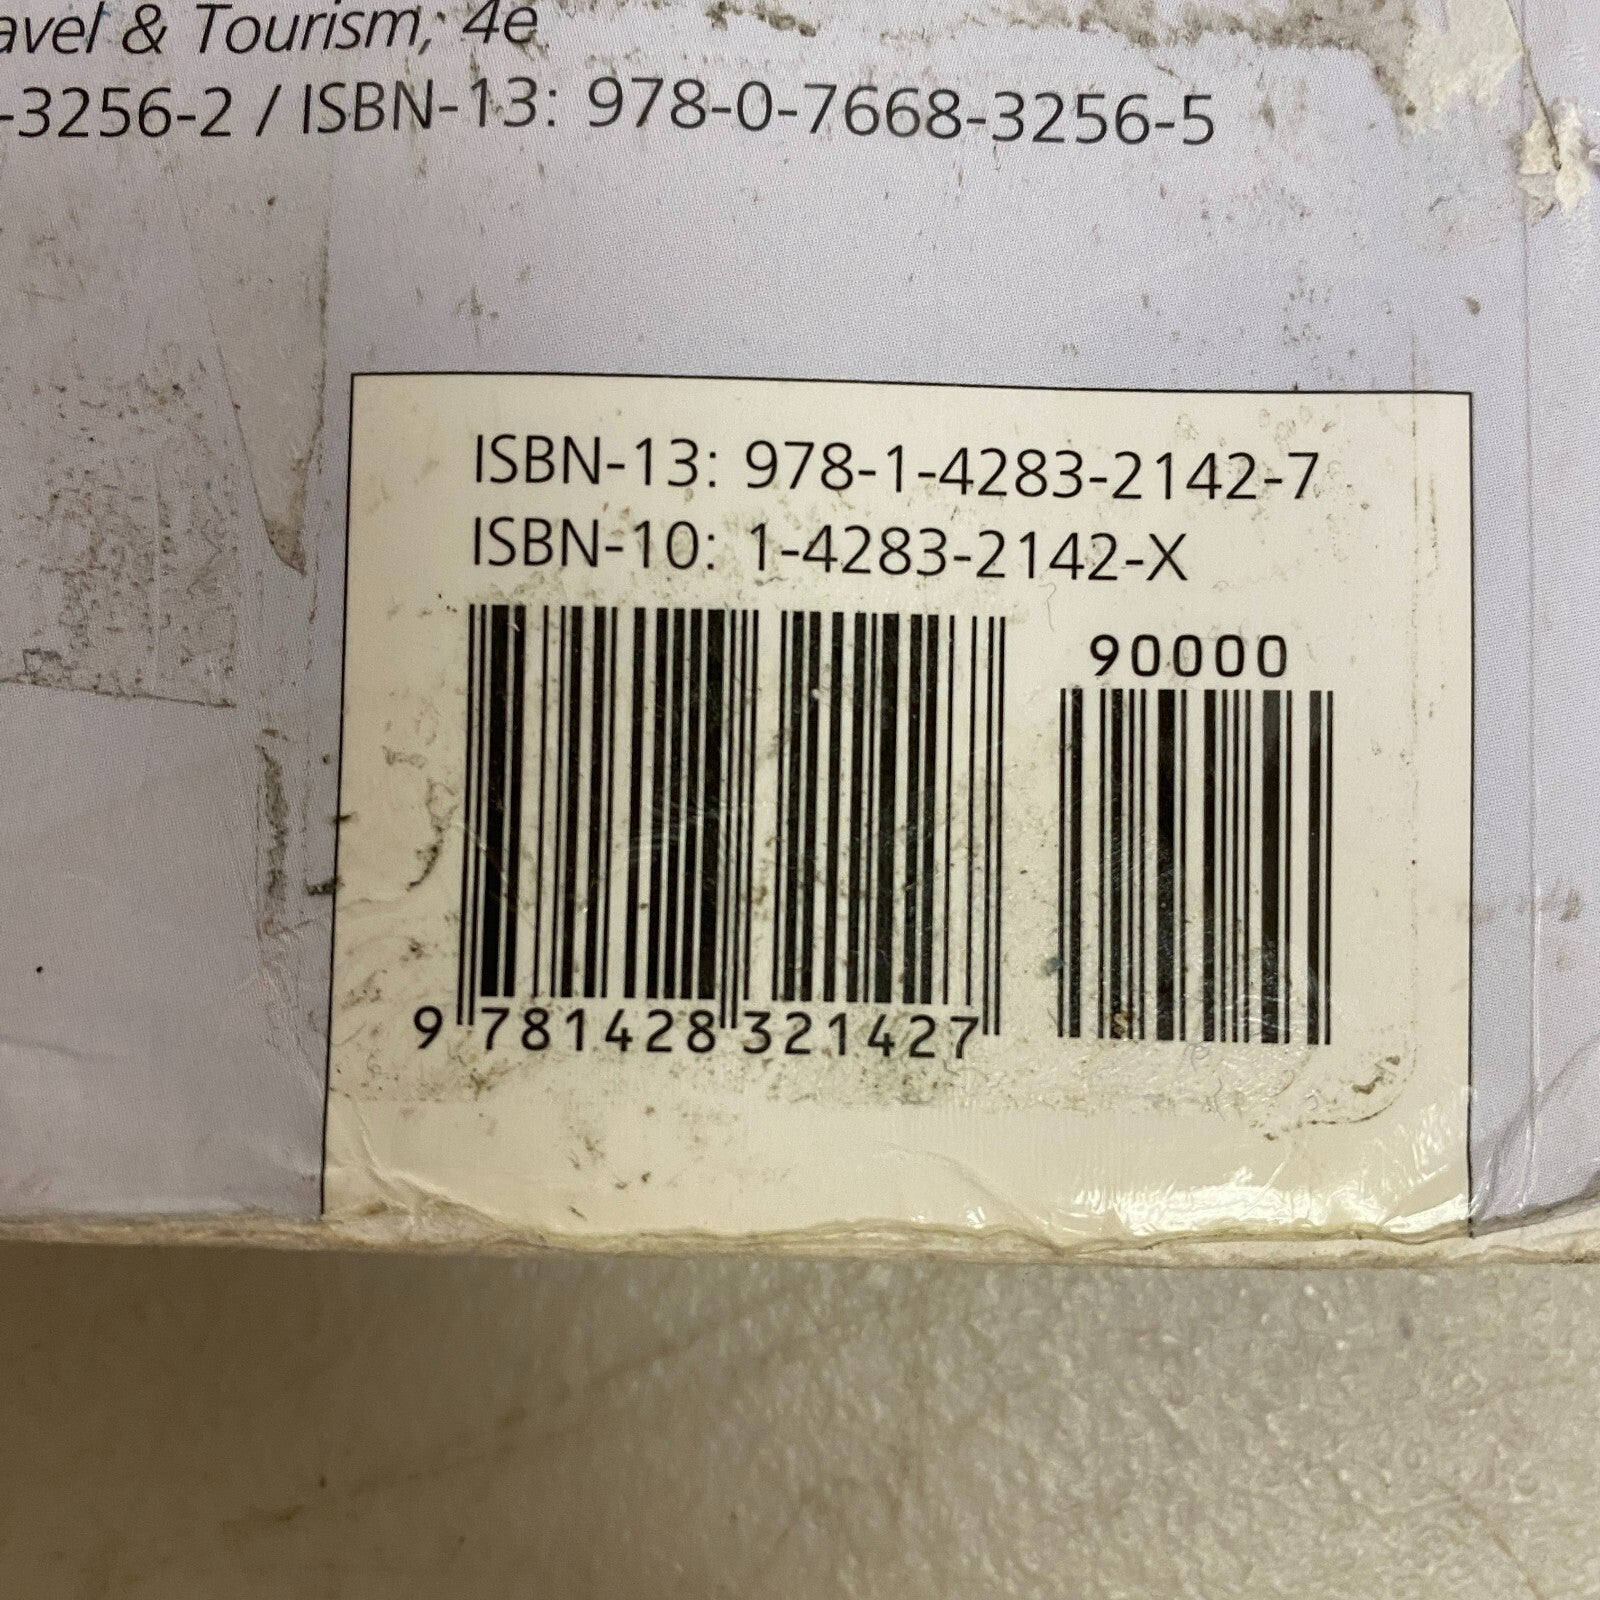 & Tourism, 4e
-3256-2 / ISBN-13: 978-0-7668-3256-5
ISBN-13: 978-1-4283-2142-7
ISBN-10: 1-4283-2142-X
90000
9 781428 321427